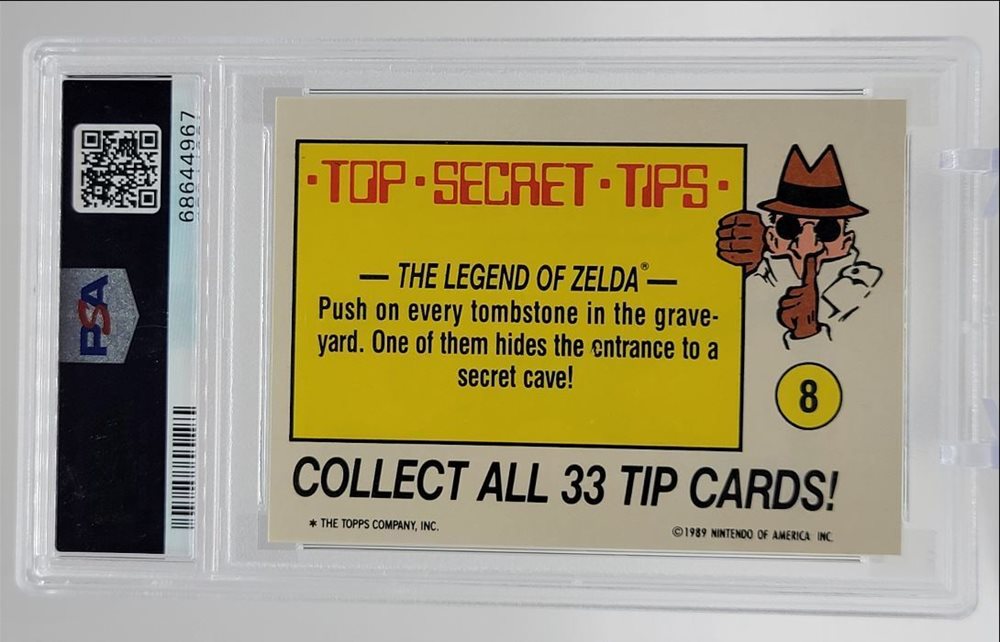 68644967
PSA
·TOP·SECRET·TIPS·
— THE LEGEND OF ZELDA® —
Push on every tombstone in the grave-
yard. One of them hides the entrance to a
secret cave!
8
COLLECT ALL 33 TIP CARDS!
* THE TOPPS COMPANY, INC.
©1989 NINTENDO OF AMERICA INC.